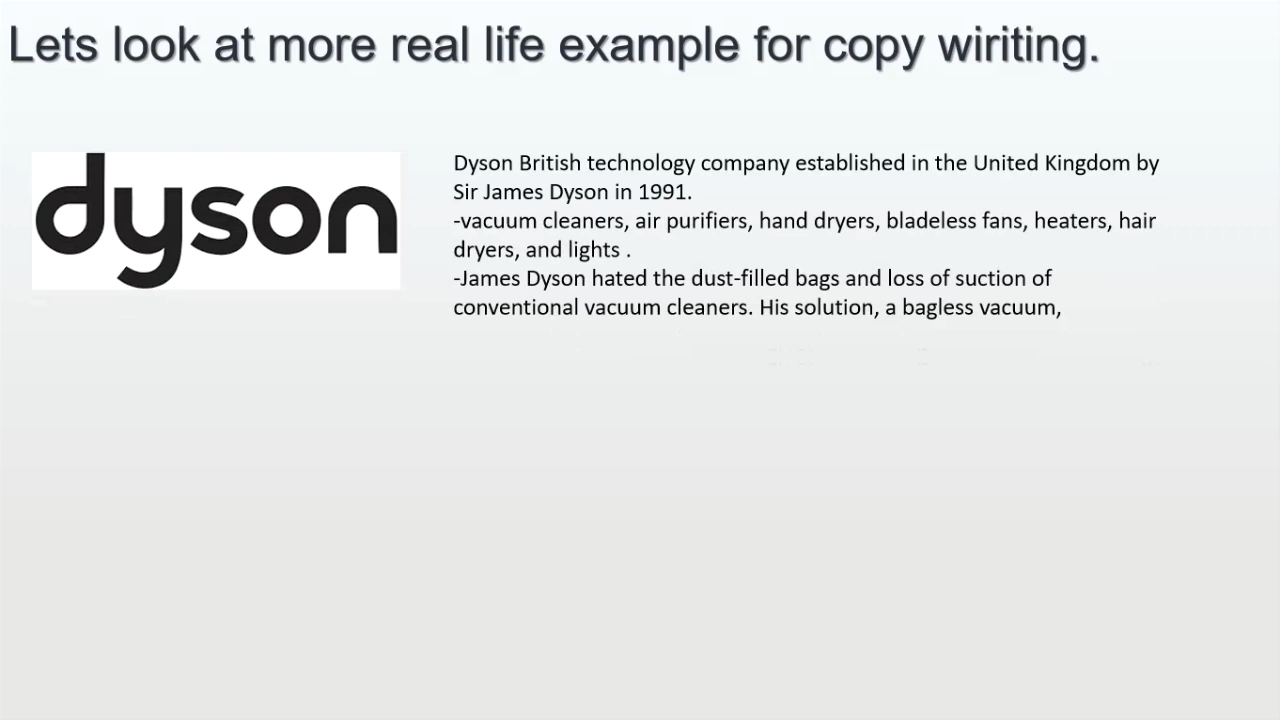 Lets look at more real life example for copy wiriting.
dyson
Dyson British technology company established in the United Kingdom by
Sir James Dyson in 1991.
-vacuum cleaners, air purifiers, hand dryers, bladeless fans, heaters, hair
dryers, and lights .
-James Dyson hated the dust-filled bags and loss of suction of
conventional vacuum cleaners. His solution, a bagless vacuum,